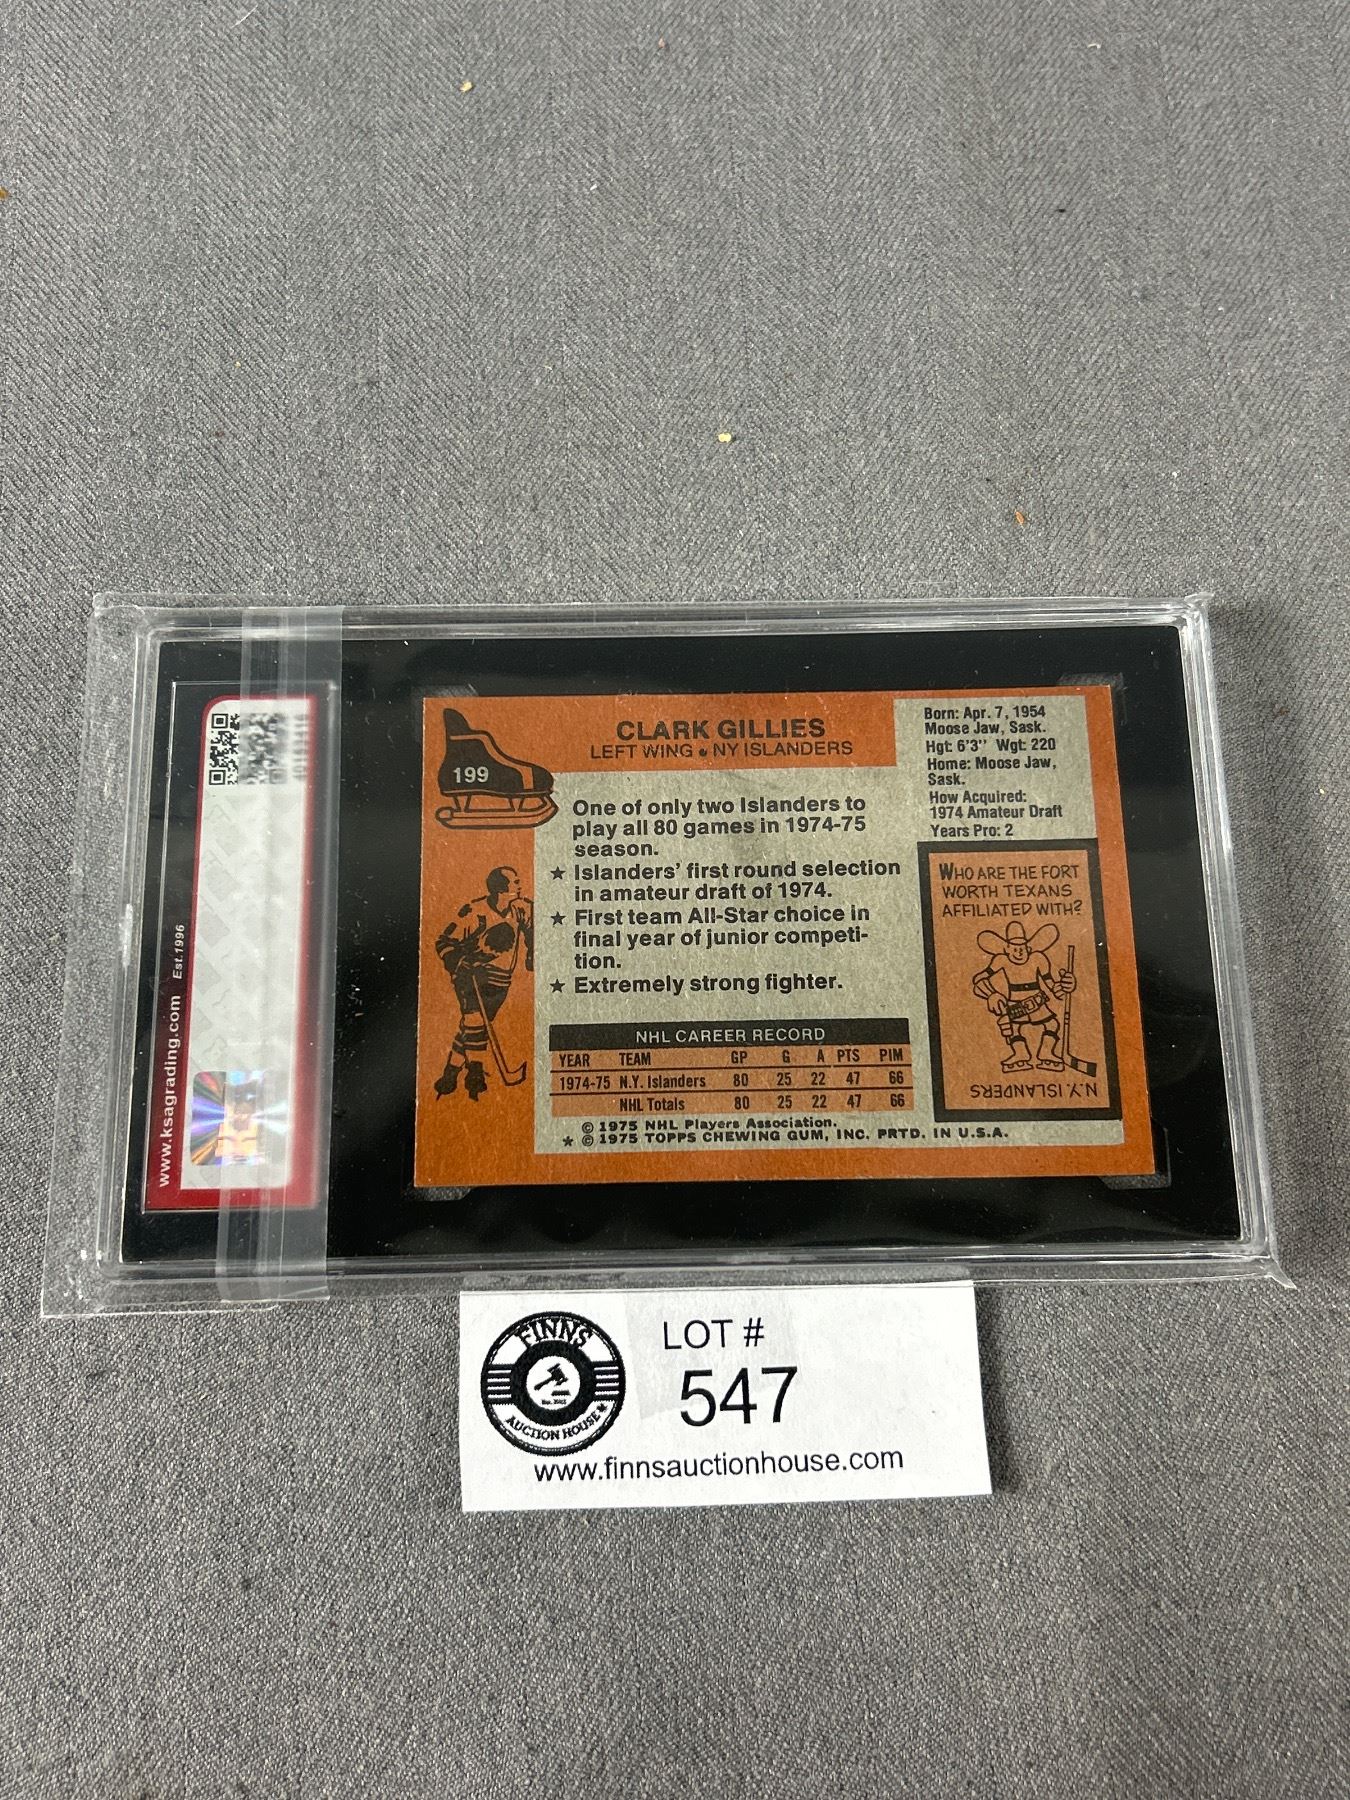 CLARK GILLIES
LEFT WING • NY ISLANDERS
199
One of only two Islanders to
play all 80 games in 1974-75
season.
★ Islanders' first round selection
in amateur draft of 1974.
★ First team All-Star choice in
final year of junior competi-
tion.
★ Extremely strong fighter.
Born: Apr. 7, 1954
Moose Jaw, Sask.
Hgt: 6'3" Wgt: 220
Home: Moose Jaw,
Sask.
How Acquired:
1974 Amateur Draft
Years Pro: 2
WHO ARE THE FORT
WORTH TEXANS
AFFILIATED WITH?
N.Y. ISLANDERS
NHL CAREER RECORD
YEAR TEAM GP G A PTS PIM
1974-75 N.Y. Islanders 80 25 22 47 66
NHL Totals 80 25 22 47 66
© 1975 NHL Players Association.
★ © 1975 TOPPS CHEWING GUM, INC. PRTD. IN U.S.A.
www.ksagrading.com Est.1996
FINNS
AUCTION HOUSE
LOT #
547
www.finnsauctionhouse.com